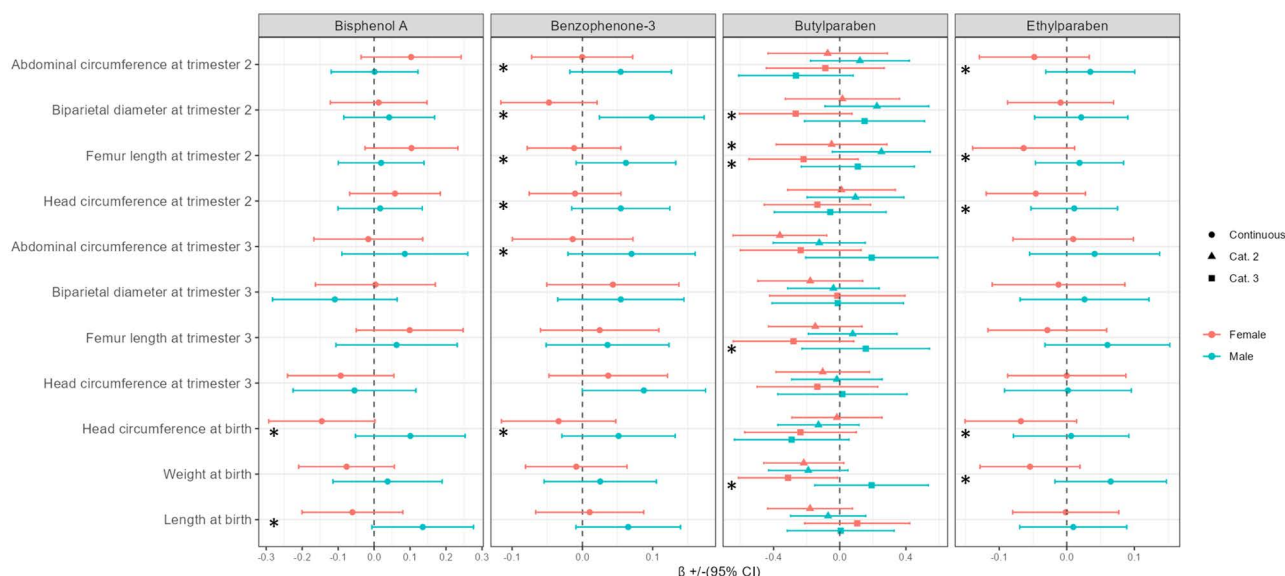 Bisphenol A Benzophenone-3 Butylparaben Ethylparaben
Abdominal circumference at trimester 2
*
*
Biparietal diameter at trimester 2
*
*
Femur length at trimester 2
*
*
*
*
Head circumference at trimester 2
*
*
Abdominal circumference at trimester 3
*
Biparietal diameter at trimester 3
Femur length at trimester 3
*
Head circumference at trimester 3
Head circumference at birth
*
*
*
Weight at birth
*
*
Length at birth
*
Continuous
Cat. 2
Cat. 3
Female
Male
-0.3 -0.2 -0.1 0.0 0.1 0.2 0.3 -0.1 0.0 0.1 -0.4 0.0 0.4 -0.1 0.0 0.1
β +/-(95% CI)